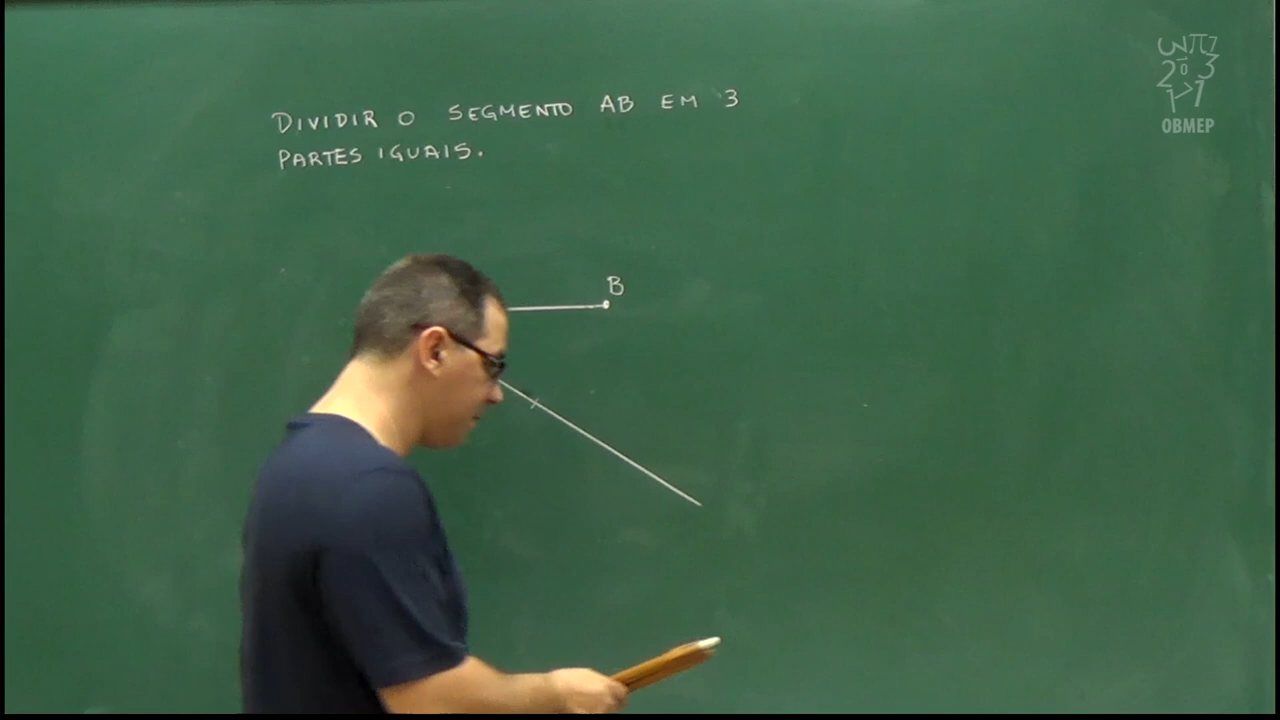 DIVIDIR O SEGMENTO AB EM 3
PARTES IGUAIS.
B
OBMEP